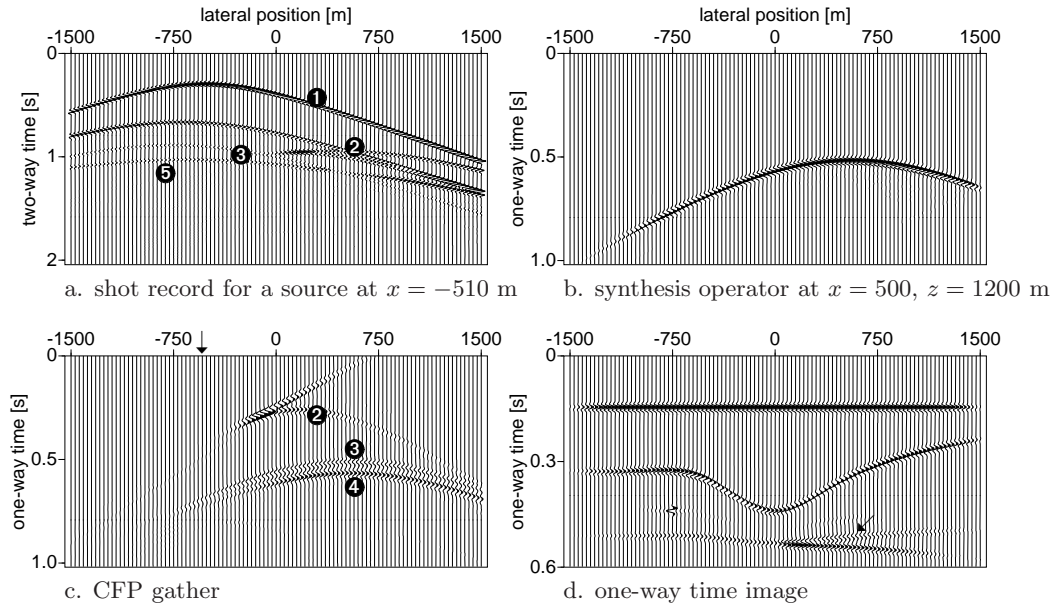 lateral position [m]
lateral position [m]
-1500 -750 0 750 1500
-1500 -750 0 750 1500
0
1
2
two-way time [s]
1
2
3
5
0
0.5
1.0
one-way time [s]
a. shot record for a source at x = −510 m
b. synthesis operator at x = 500, z = 1200 m
-1500 -750 0 750 1500
-1500 -750 0 750 1500
0
0.5
1.0
one-way time [s]
2
3
4
0
0.3
0.6
one-way time [s]
c. CFP gather
d. one-way time image